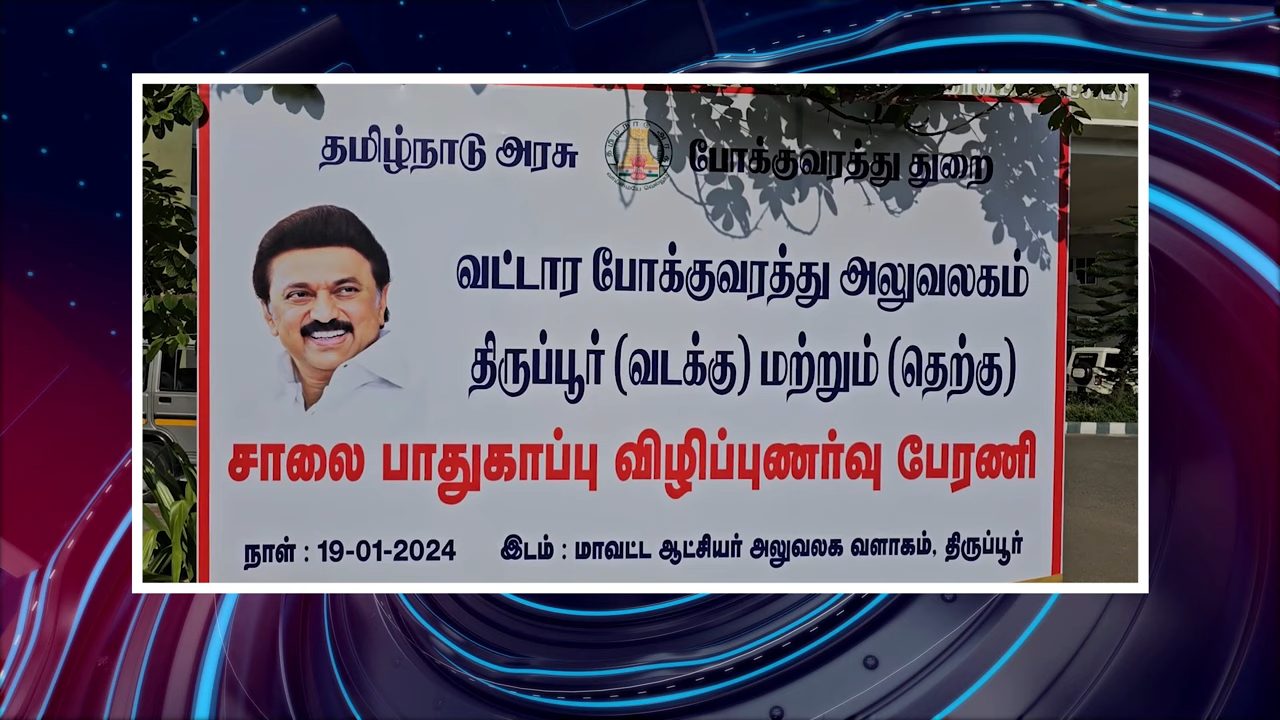 தமிழ்நாடு அரசு போக்குவரத்து துறை
வட்டார போக்குவரத்து அலுவலகம்
திருப்பூர் (வடக்கு) மற்றும் (தெற்கு)
சாலை பாதுகாப்பு விழிப்புணர்வு பேரணி
நாள் : 19-01-2024 இடம் : மாவட்ட ஆட்சியர் அலுவலக வளாகம், திருப்பூர்